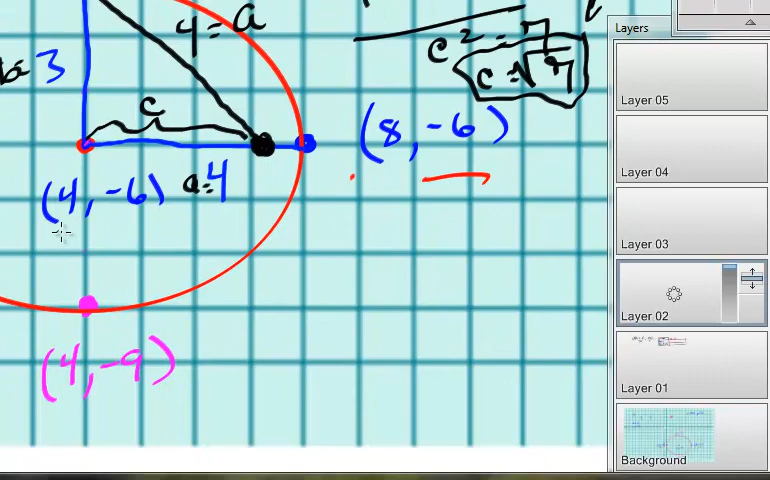 4 = a
c² = 7
c = √7
b = 3
c
(8, -6)
(4, -6)
a = 4
(4, -9)
Layers
Layer 05
Layer 04
Layer 03
Layer 02
Layer 01
Background